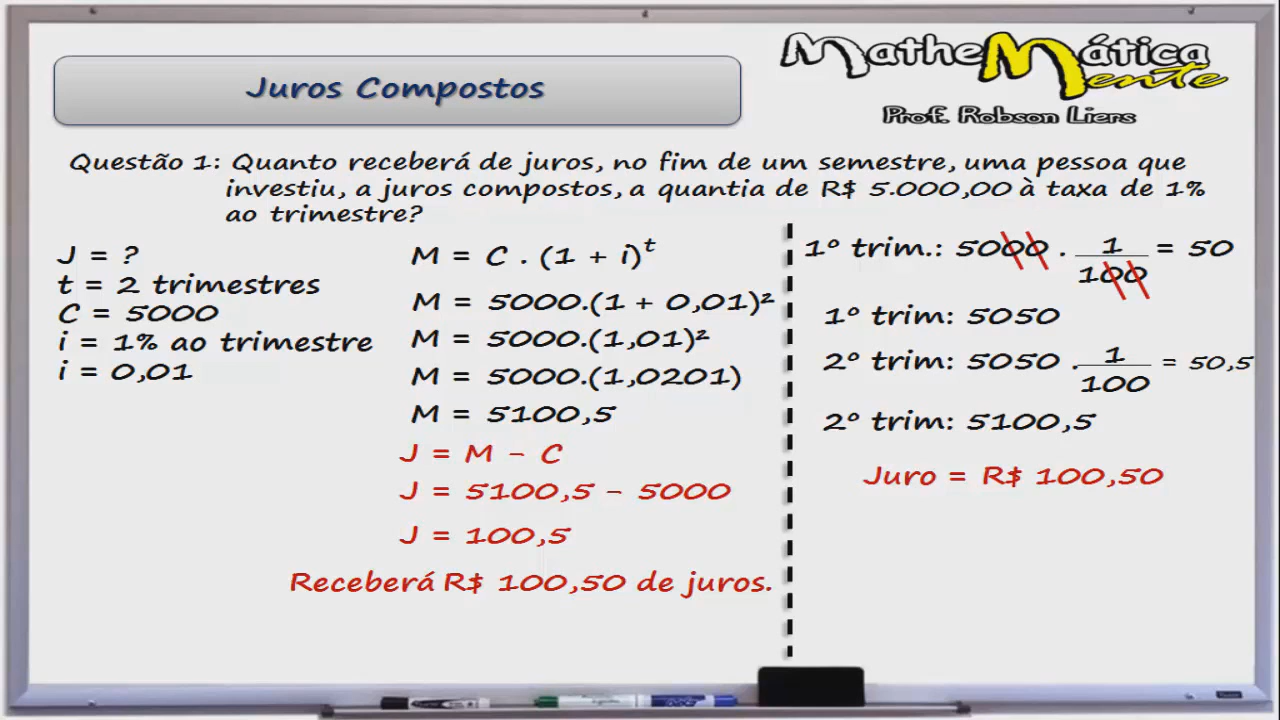 MatheMática
mente
Prof. Robson Liers
Juros Compostos
Questão 1: Quanto receberá de juros, no fim de um semestre, uma pessoa que
investiu, a juros compostos, a quantia de R$ 5.000,00 à taxa de 1%
ao trimestre?
J = ?
t = 2 trimestres
C = 5000
i = 1% ao trimestre
i = 0,01
M = C . (1 + i)^t
M = 5000.(1 + 0,01)²
M = 5000.(1,01)²
M = 5000.(1,0201)
M = 5100,5
J = M - C
J = 5100,5 - 5000
J = 100,5
Receberá R$ 100,50 de juros.
1º trim.: 5000 . 1/100 = 50
1º trim: 5050
2º trim: 5050 . 1/100 = 50,5
2º trim: 5100,5
Juro = R$ 100,50